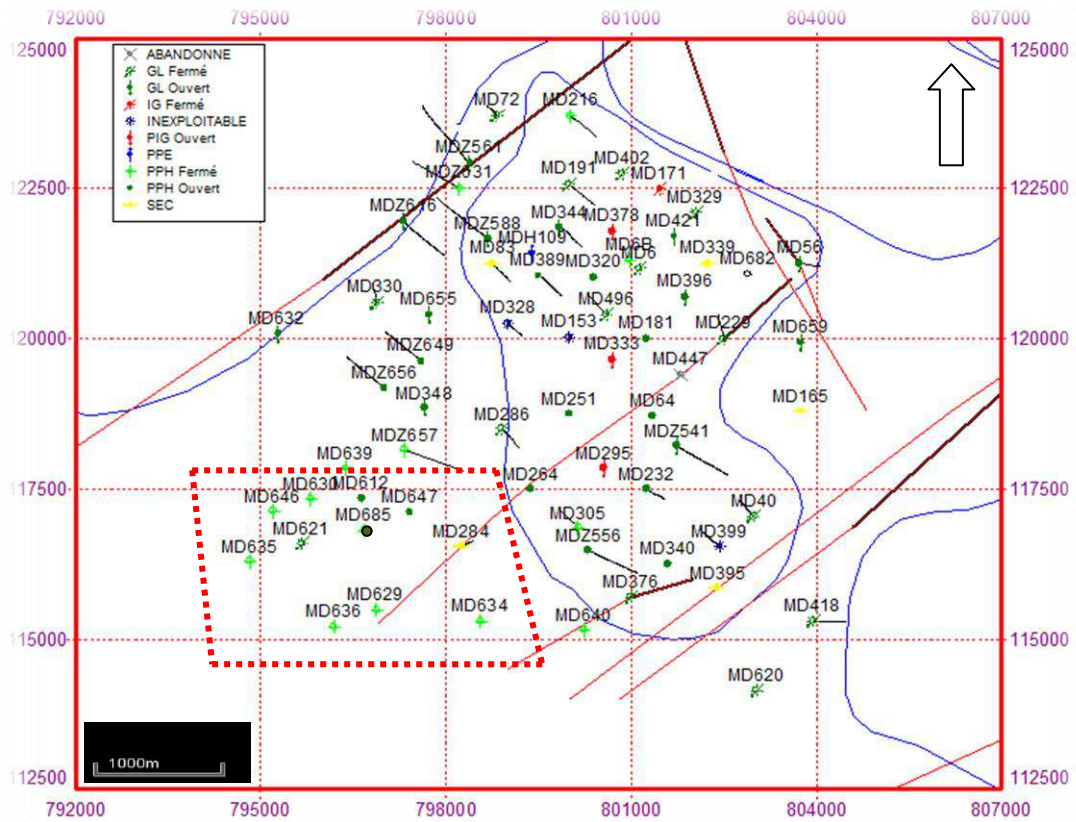 792000 795000 798000 801000 804000 807000
125000 125000
ABANDONNE
GL Fermé
GL Ouvert
IG Fermé
INEXPLOITABLE
PIG Ouvert
PPE
PPH Fermé
PPH Ouvert
SEC
MD72 MD216
MDZ561
MD402
MD191 MD171
MDZ631
122500 122500
MD329
MDZ616 MD344 MD378
MDZ588 MD421
MDH109
MD83 MD6B MD339 MD56
MD389 MD320 MD6 MD682
MD396
MD330 MD655
MD328 MD496
MD632 MD153 MD181 MD229 MD659
120000 120000
MDZ649 MD333
MD447
MDZ656
MD348 MD251 MD64 MD165
MD286
MDZ657 MDZ541
MD639 MD295
MD264 MD232
117500 117500
MD630 MD612
MD646 MD647
MD685 MD305 MD40
MD621 MD284 MDZ556 MD399
MD635 MD340
MD376 MD395
MD629
MD636 MD634 MD640 MD418
115000 115000
MD620
1000m
112500 112500
792000 795000 798000 801000 804000 807000